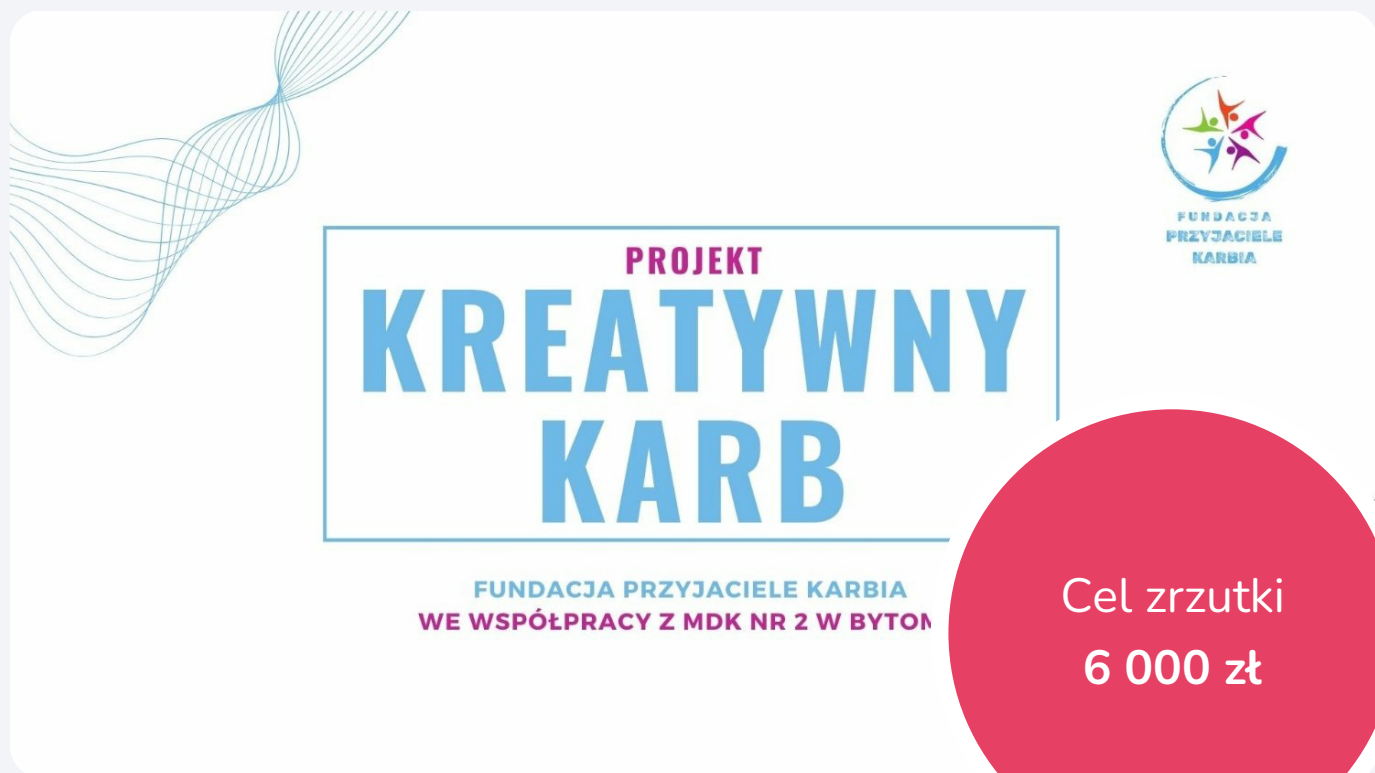 FUNDACJA
PRZYJACIELE
KARBIA
PROJEKT
KREATYWNY
KARB
FUNDACJA PRZYJACIELE KARBIA
WE WSPÓŁPRACY Z MDK NR 2 W
Cel zrzutki
6 000 zł